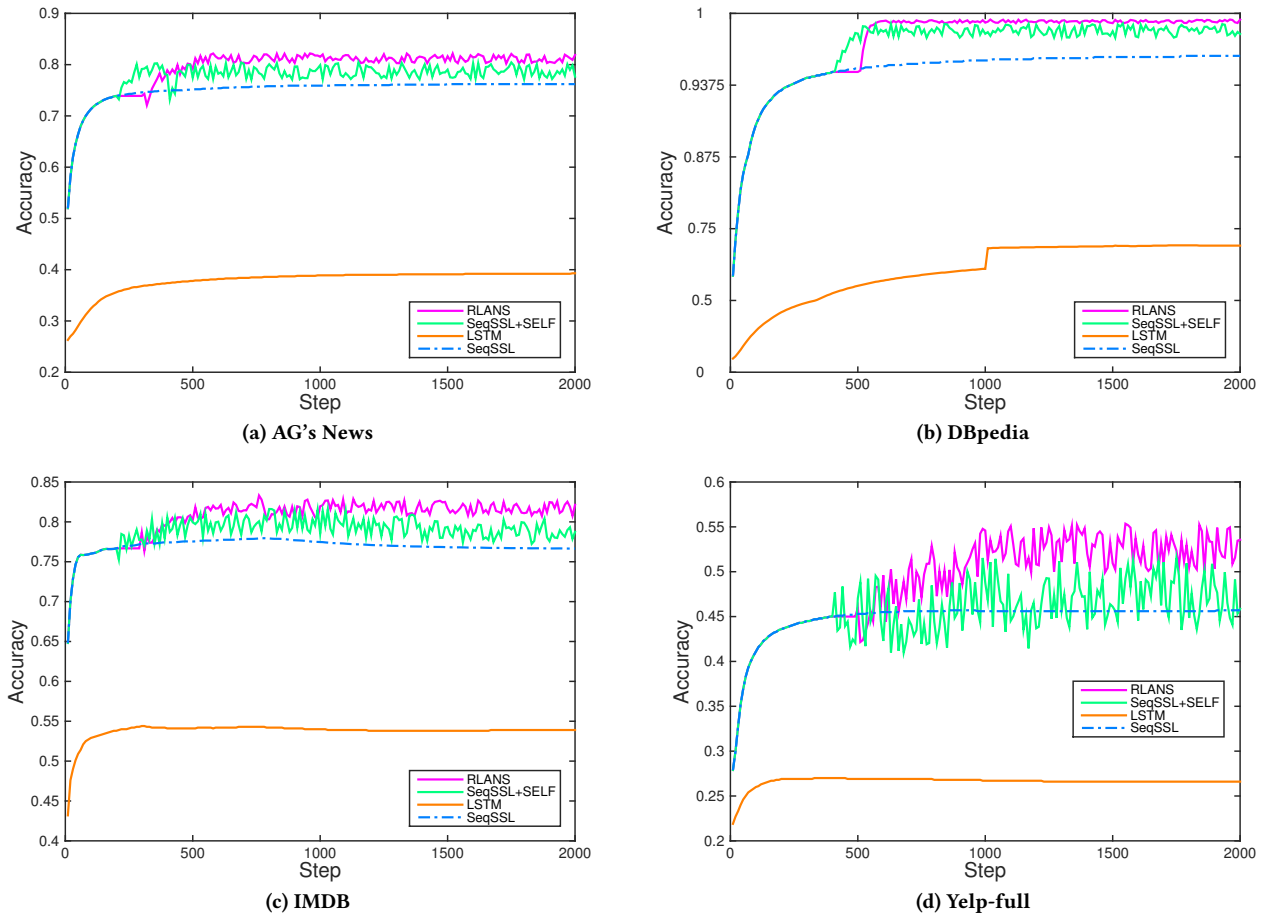 0.9
0.8
0.7
0.6
0.5
0.4
0.3
0.2
Accuracy
0 500 1000 1500 2000
Step
RLANS
SeqSSL+SELF
LSTM
SeqSSL
(a) AG's News
1
0.9375
0.875
0.75
0.5
0
Accuracy
0 500 1000 1500 2000
Step
RLANS
SeqSSL+SELF
LSTM
SeqSSL
(b) DBpedia
0.85
0.8
0.75
0.65
0.55
0.5
0.45
0.4
Accuracy
0 500 1000 1500 2000
Step
RLANS
SeqSSL+SELF
LSTM
SeqSSL
(c) IMDB
0.6
0.55
0.5
0.45
0.4
0.35
0.3
0.25
0.2
Accuracy
0 500 1000 1500 2000
Step
RLANS
SeqSSL+SELF
LSTM
SeqSSL
(d) Yelp-full